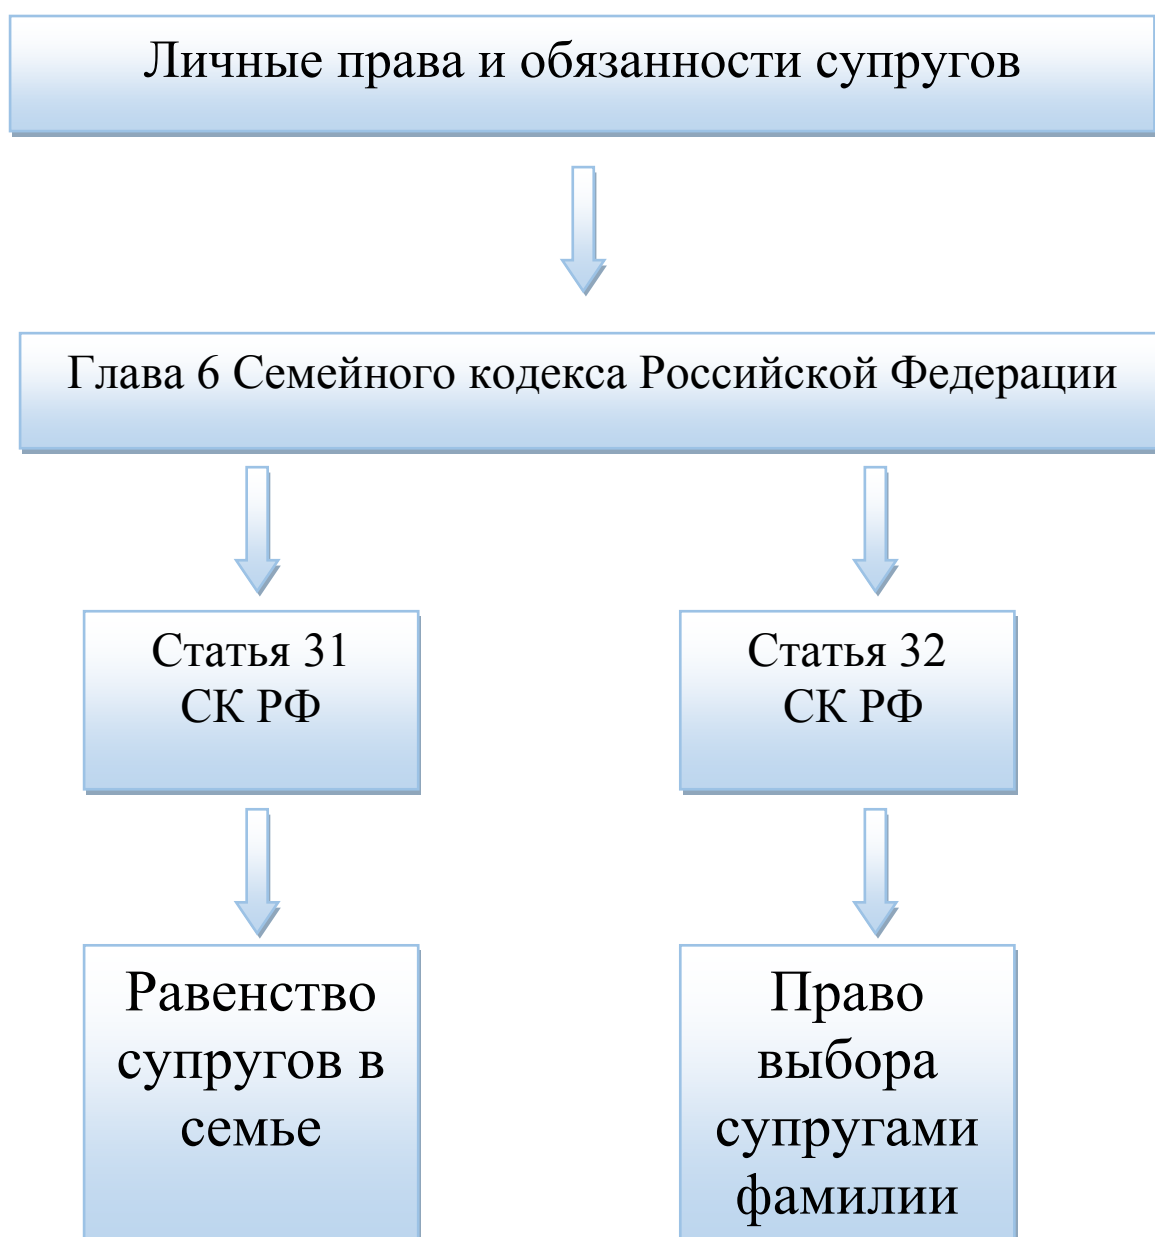 Личные права и обязанности супругов
Глава 6 Семейного кодекса Российской Федерации
Статья 31
СК РФ
Статья 32
СК РФ
Равенство
супругов в
семье
Право
выбора
супругами
фамилии